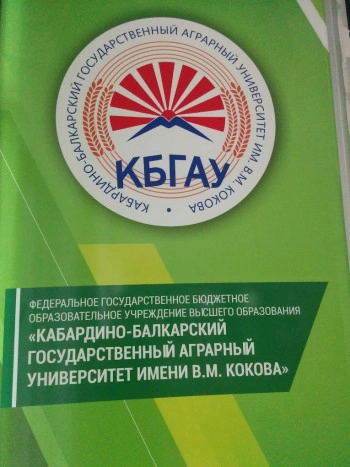 КАБАРДИНО-БАЛКАРСКИЙ ГОСУДАРСТВЕННЫЙ АГРАРНЫЙ УНИВЕРСИТЕТ ИМ. В.М. КОКОВА
КБГАУ
ФЕДЕРАЛЬНОЕ ГОСУДАРСТВЕННОЕ БЮДЖЕТНОЕ
ОБРАЗОВАТЕЛЬНОЕ УЧРЕЖДЕНИЕ ВЫСШЕГО ОБРАЗОВАНИЯ
«КАБАРДИНО-БАЛКАРСКИЙ
ГОСУДАРСТВЕННЫЙ АГРАРНЫЙ
УНИВЕРСИТЕТ ИМЕНИ В.М. КОКОВА»